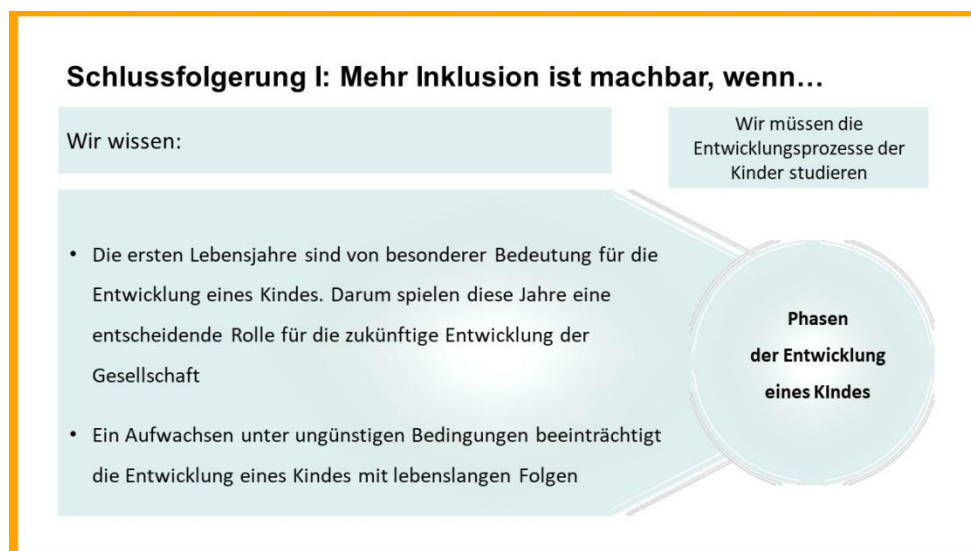 Schlussfolgerung I: Mehr Inklusion ist machbar, wenn…
Wir wissen:
Wir müssen die
Entwicklungsprozesse der
Kinder studieren
• Die ersten Lebensjahre sind von besonderer Bedeutung für die
Entwicklung eines Kindes. Darum spielen diese Jahre eine
entscheidende Rolle für die zukünftige Entwicklung der
Gesellschaft
• Ein Aufwachsen unter ungünstigen Bedingungen beeinträchtigt
die Entwicklung eines Kindes mit lebenslangen Folgen
Phasen
der Entwicklung
eines KIndes